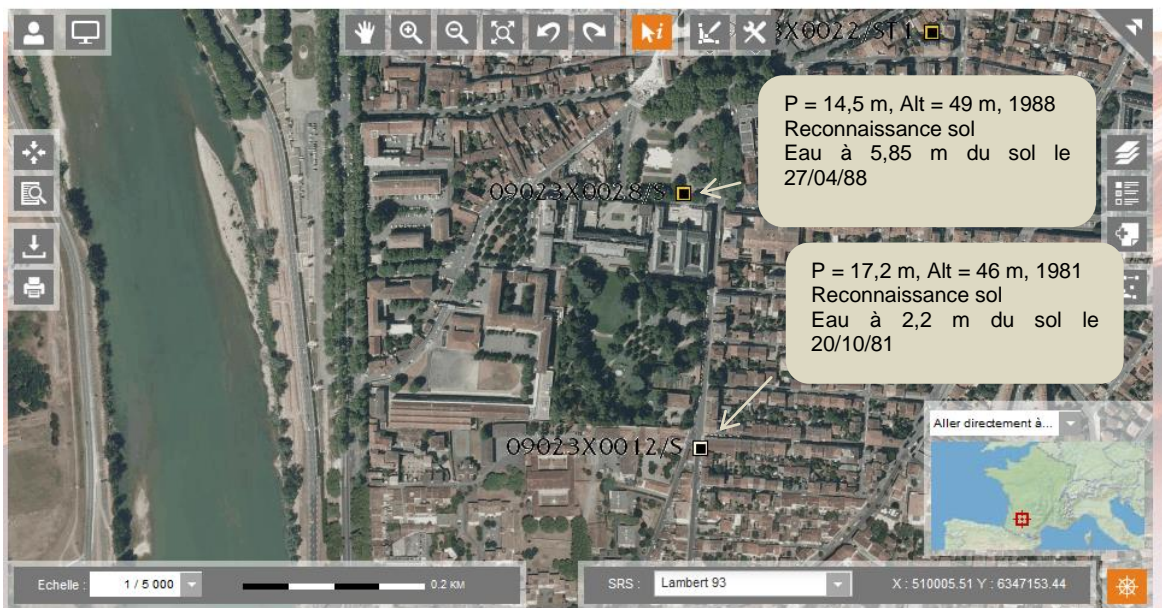 3X0022/ST1
P = 14,5 m, Alt = 49 m, 1988
Reconnaissance sol
Eau à 5,85 m du sol le
27/04/88
09023X0028/S
P = 17,2 m, Alt = 46 m, 1981
Reconnaissance sol
Eau à 2,2 m du sol le
20/10/81
Aller directement à...
09023X0012/S
Echelle : 1 / 5 000
0.2 KM
SRS : Lambert 93
X : 510005.51 Y : 6347153.44